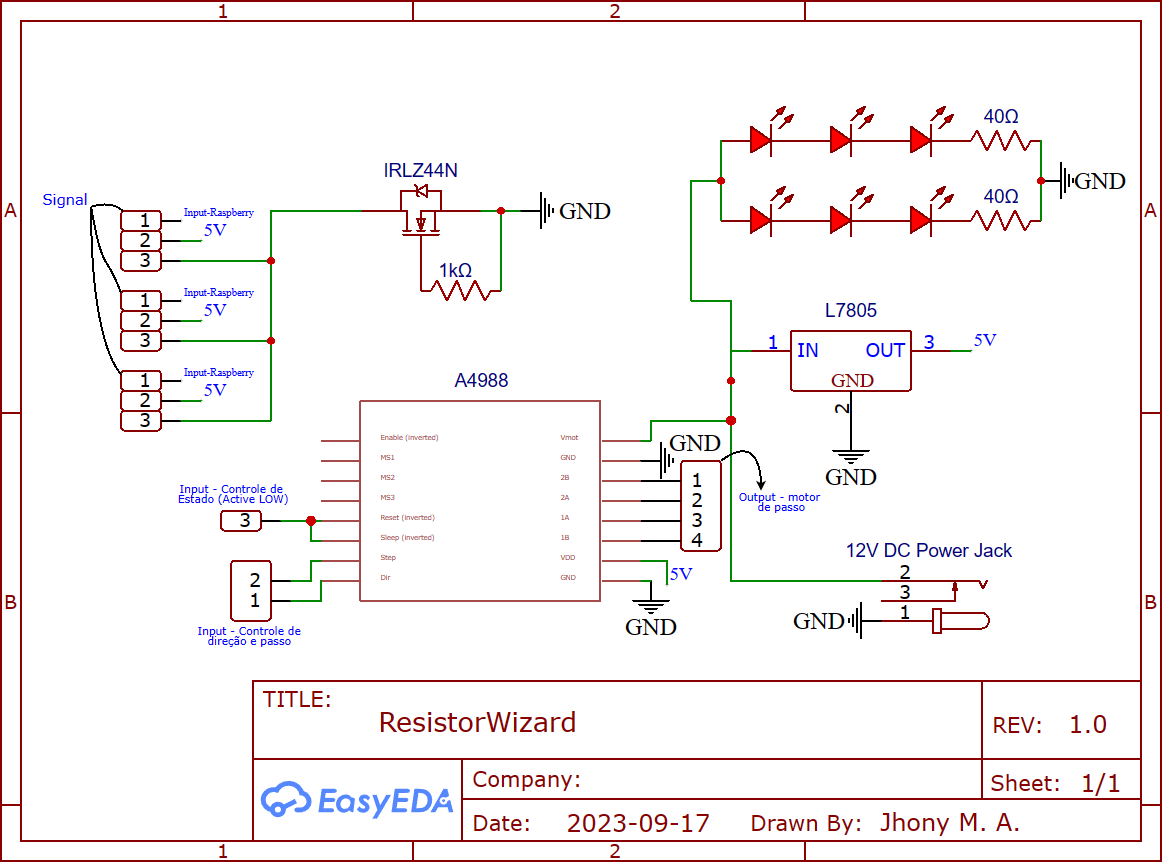 1
2
A
A
B
B
40Ω
40Ω
GND
IRLZ44N
GND
1kΩ
Signal
1
2
3
Input-Raspberry
5V
1
2
3
Input-Raspberry
5V
1
2
3
Input-Raspberry
5V
L7805
1
IN
OUT
3
5V
GND
2
GND
A4988
Enable (inverted)
MS1
MS2
MS3
Reset (inverted)
Sleep (inverted)
Step
Dir
Vmot
GND
2B
2A
1A
1B
VDD
GND
GND
1
2
3
4
Output - motor
de passo
5V
GND
Input - Controle de
Estado (Active LOW)
3
2
1
Input - Controle de
direção e passo
12V DC Power Jack
2
3
1
GND
TITLE:
ResistorWizard
REV: 1.0
EasyEDA
Company:
Sheet: 1/1
Date: 2023-09-17
Drawn By: Jhony M. A.
1
2